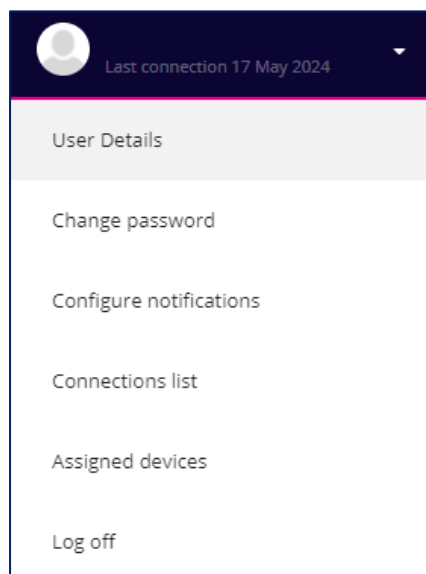 Last connection 17 May 2024
User Details
Change password
Configure notifications
Connections list
Assigned devices
Log off